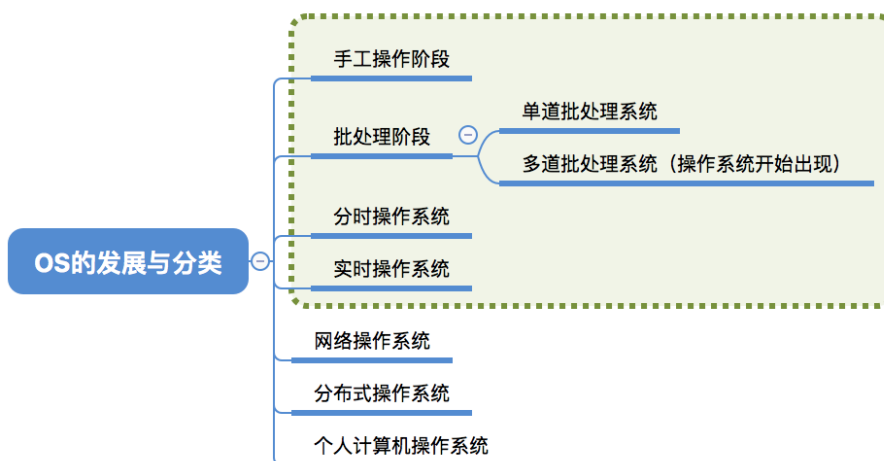 手工操作阶段
批处理阶段
单道批处理系统
多道批处理系统（操作系统开始出现）
分时操作系统
OS的发展与分类
实时操作系统
网络操作系统
分布式操作系统
个人计算机操作系统